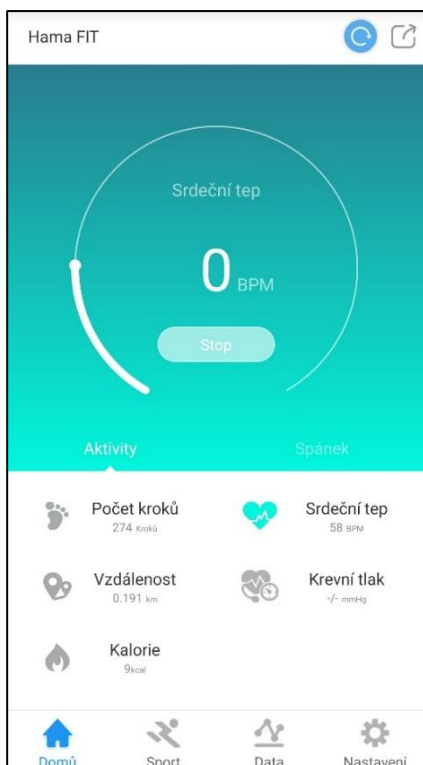 Hama FIT
Srdeční tep
0 BPM
Stop
Aktivity
Spánek
Počet kroků
274 Kroků
Srdeční tep
58 BPM
Vzdálenost
0.191 km
Krevní tlak
-/- mmHg
Kalorie
9kcal
Domů
Sport
Data
Nastavení